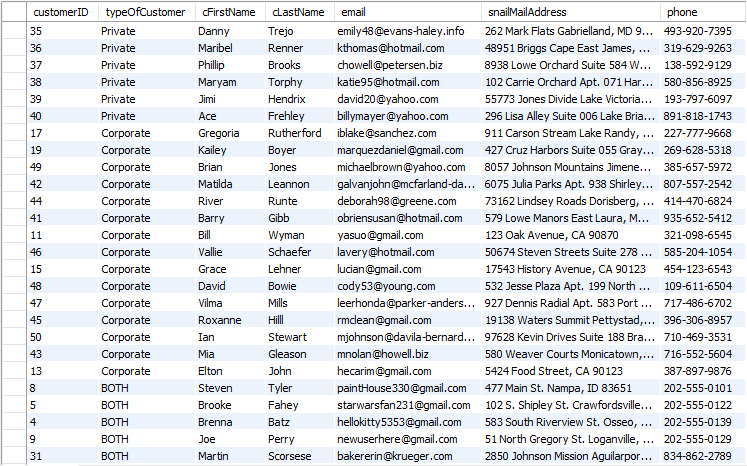 customerID typeOfCustomer cFirstName cLastName email snailMailAddress phone
35 Private Danny Trejo emily48@evans-haley.info 262 Mark Flats Gabrielland, MD 9... 493-920-7395
36 Private Maribel Renner kthomas@hotmail.com 48951 Briggs Cape East James, ... 319-629-9263
37 Private Phillip Brooks chowell@petersen.biz 8938 Lowe Orchard Suite 584 W... 138-592-9129
38 Private Maryam Torphy katie95@hotmail.com 102 Carrie Orchard Apt. 071 Har... 580-856-8925
39 Private Jimi Hendrix david20@yahoo.com 55773 Jones Divide Lake Victoria... 193-797-6097
40 Private Ace Frehley billymayer@yahoo.com 296 Lisa Alley Suite 006 Lake Bria... 891-818-1743
17 Corporate Gregoria Rutherford iblake@sanchez.com 911 Carson Stream Lake Randy, ... 227-777-9668
19 Corporate Kailey Boyer marquezdaniel@gmail.com 427 Cruz Harbors Suite 055 Gray... 269-628-5318
49 Corporate Brian Jones michaelbrown@yahoo.com 8057 Johnson Mountains Jimene... 385-657-5972
42 Corporate Matilda Leannon galvanjohn@mcfarland-da... 6075 Julia Parks Apt. 938 Shirley... 807-557-2542
44 Corporate River Runte deborah98@greene.com 73162 Lindsey Roads Dorisberg, ... 414-470-6824
41 Corporate Barry Gibb obriensusan@hotmail.com 579 Lowe Manors East Laura, M... 935-652-5412
11 Corporate Bill Wyman yasuo@gmail.com 123 Oak Avenue, CA 90870 321-098-6545
46 Corporate Vallie Schaefer lavery@hotmail.com 50674 Steven Streets Suite 278 ... 585-204-1054
15 Corporate Grace Lehner lucian@gmail.com 17543 History Avenue, CA 90123 454-123-6543
48 Corporate David Bowie cody53@young.com 532 Jesse Plaza Apt. 199 North ... 109-611-6504
47 Corporate Vilma Mills leerhonda@parker-anders... 927 Dennis Radial Apt. 583 Port ... 717-486-6702
45 Corporate Roxanne Hilll rmclean@gmail.com 19138 Waters Summit Pettystad,... 396-306-8957
50 Corporate Ian Stewart mjohnson@davila-bernard... 97628 Kevin Drives Suite 188 Bra... 710-469-3531
43 Corporate Mia Gleason mnolan@howell.biz 580 Weaver Courts Monicatown,... 716-552-5604
13 Corporate Elton John hecarim@gmail.com 5424 Food Street, CA 90123 387-897-9876
8 BOTH Steven Tyler paintHouse330@gmail.com 477 Main St. Nampa, ID 83651 202-555-0101
5 BOTH Brooke Fahey starwarsfan231@gmail.com 102 S. Shipley St. Crawfordsville... 202-555-0122
4 BOTH Brenna Batz hellokitty5353@gmail.com 583 South Riverview St. Osseo, ... 202-555-0139
9 BOTH Joe Perry newuserhere@gmail.com 51 North Gregory St. Loganville, ... 202-555-0129
31 BOTH Martin Scorsese bakererin@krueger.com 2850 Johnson Mission Aguilarpor... 834-862-2789